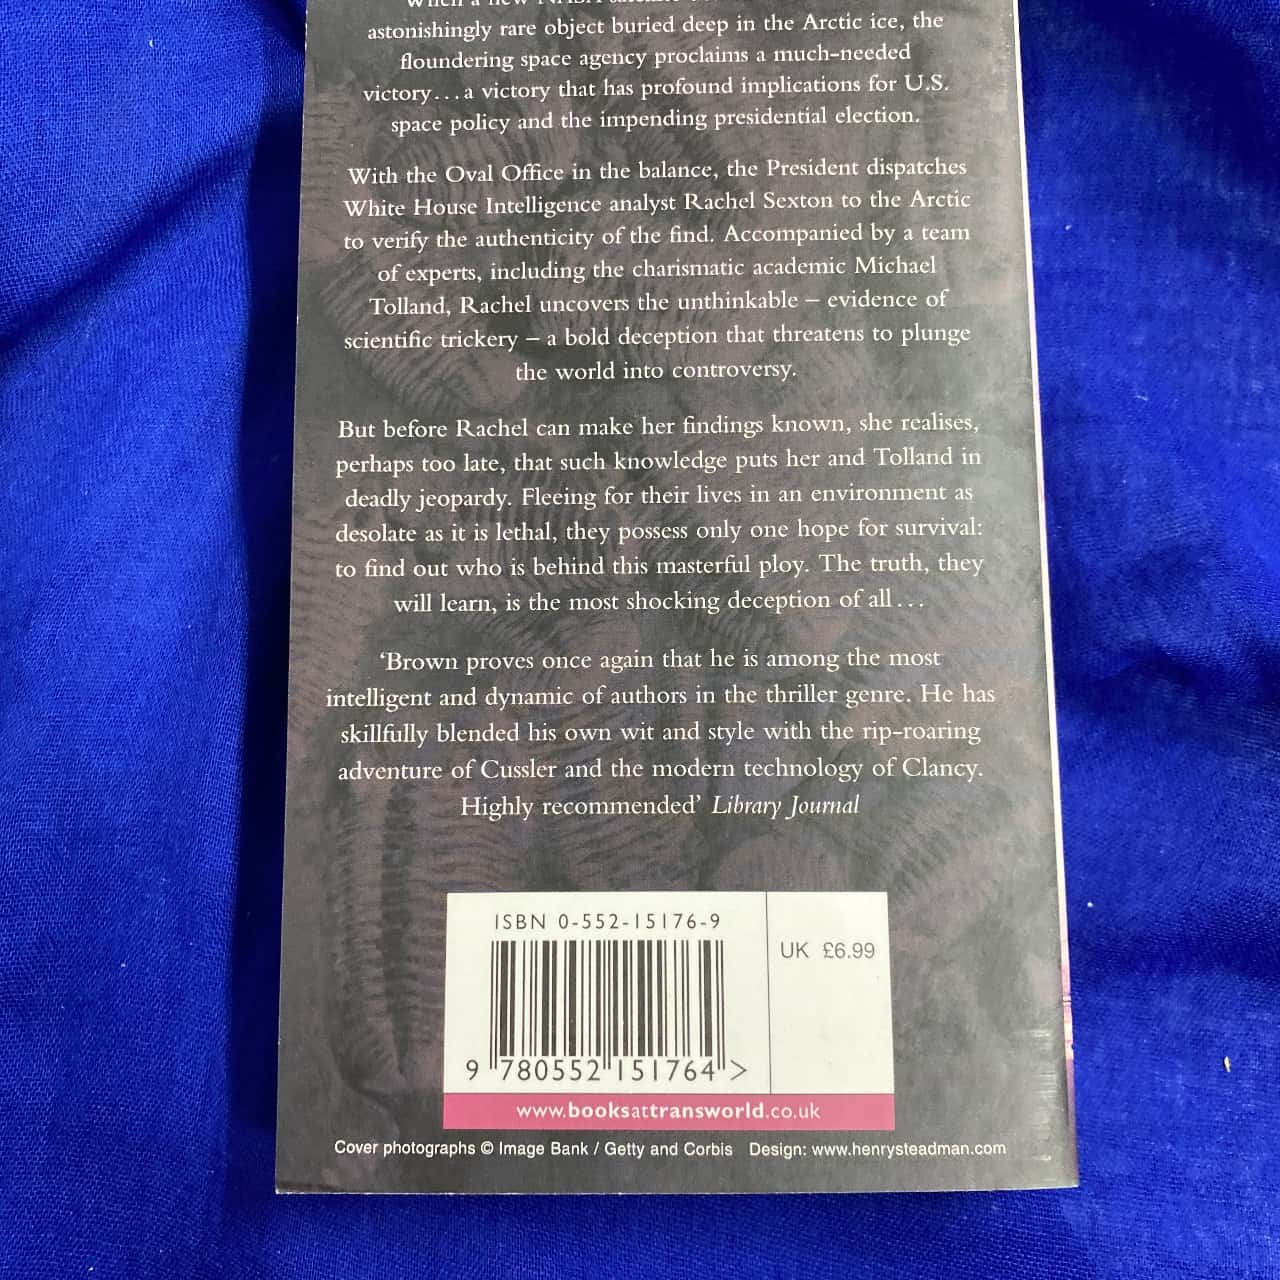 When a new NASA
astonishingly rare object buried deep in the Arctic ice, the
floundering space agency proclaims a much-needed
victory...a victory that has profound implications for U.S.
space policy and the impending presidential election.
With the Oval Office in the balance, the President dispatches
White House Intelligence analyst Rachel Sexton to the Arctic
to verify the authenticity of the find. Accompanied by a team
of experts, including the charismatic academic Michael
Tolland, Rachel uncovers the unthinkable – evidence of
scientific trickery – a bold deception that threatens to plunge
the world into controversy.
But before Rachel can make her findings known, she realises,
perhaps too late, that such knowledge puts her and Tolland in
deadly jeopardy. Fleeing for their lives in an environment as
desolate as it is lethal, they possess only one hope for survival:
to find out who is behind this masterful ploy. The truth, they
will learn, is the most shocking deception of all...
‘Brown proves once again that he is among the most
intelligent and dynamic of authors in the thriller genre. He has
skillfully blended his own wit and style with the rip-roaring
adventure of Cussler and the modern technology of Clancy.
Highly recommended’ Library Journal
ISBN 0-552-15176-9
UK £6.99
9 780552 151764 >
www.booksattransworld.co.uk
Cover photographs © Image Bank / Getty and Corbis Design: www.henrysteadman.com